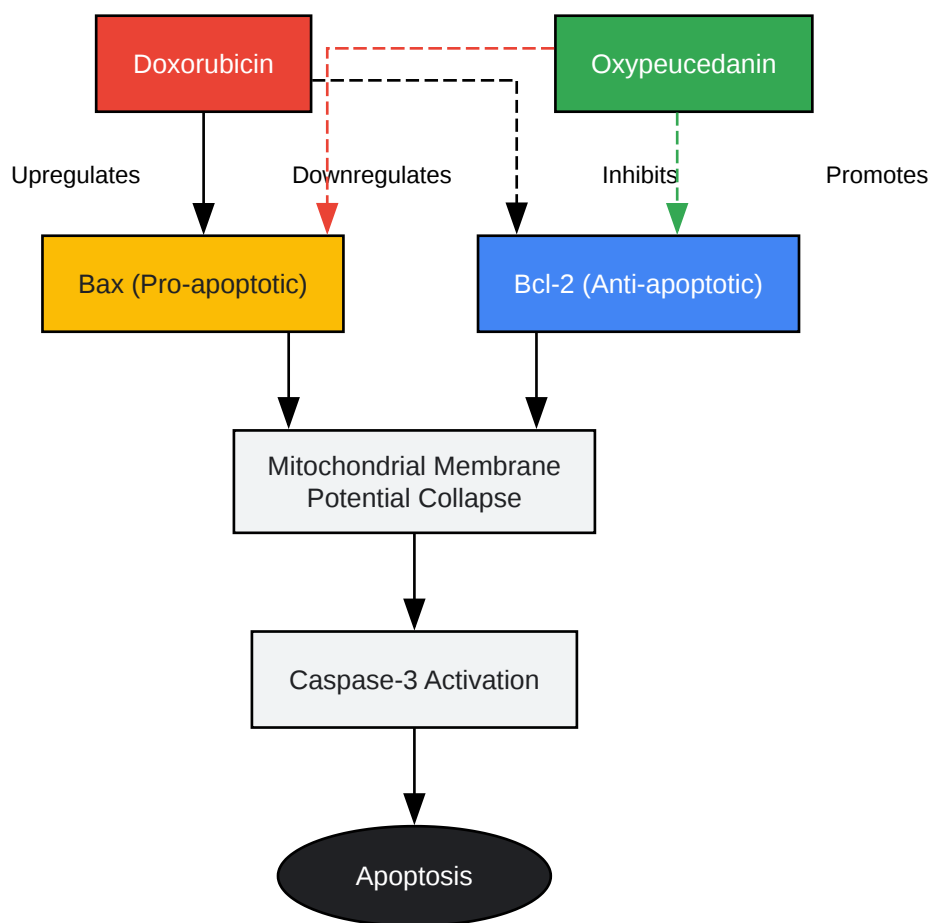 Doxorubicin
Oxypeucedanin
Upregulates
Downregulates
Inhibits
Promotes
Bax (Pro-apoptotic)
Bcl-2 (Anti-apoptotic)
Mitochondrial Membrane
Potential Collapse
Caspase-3 Activation
Apoptosis